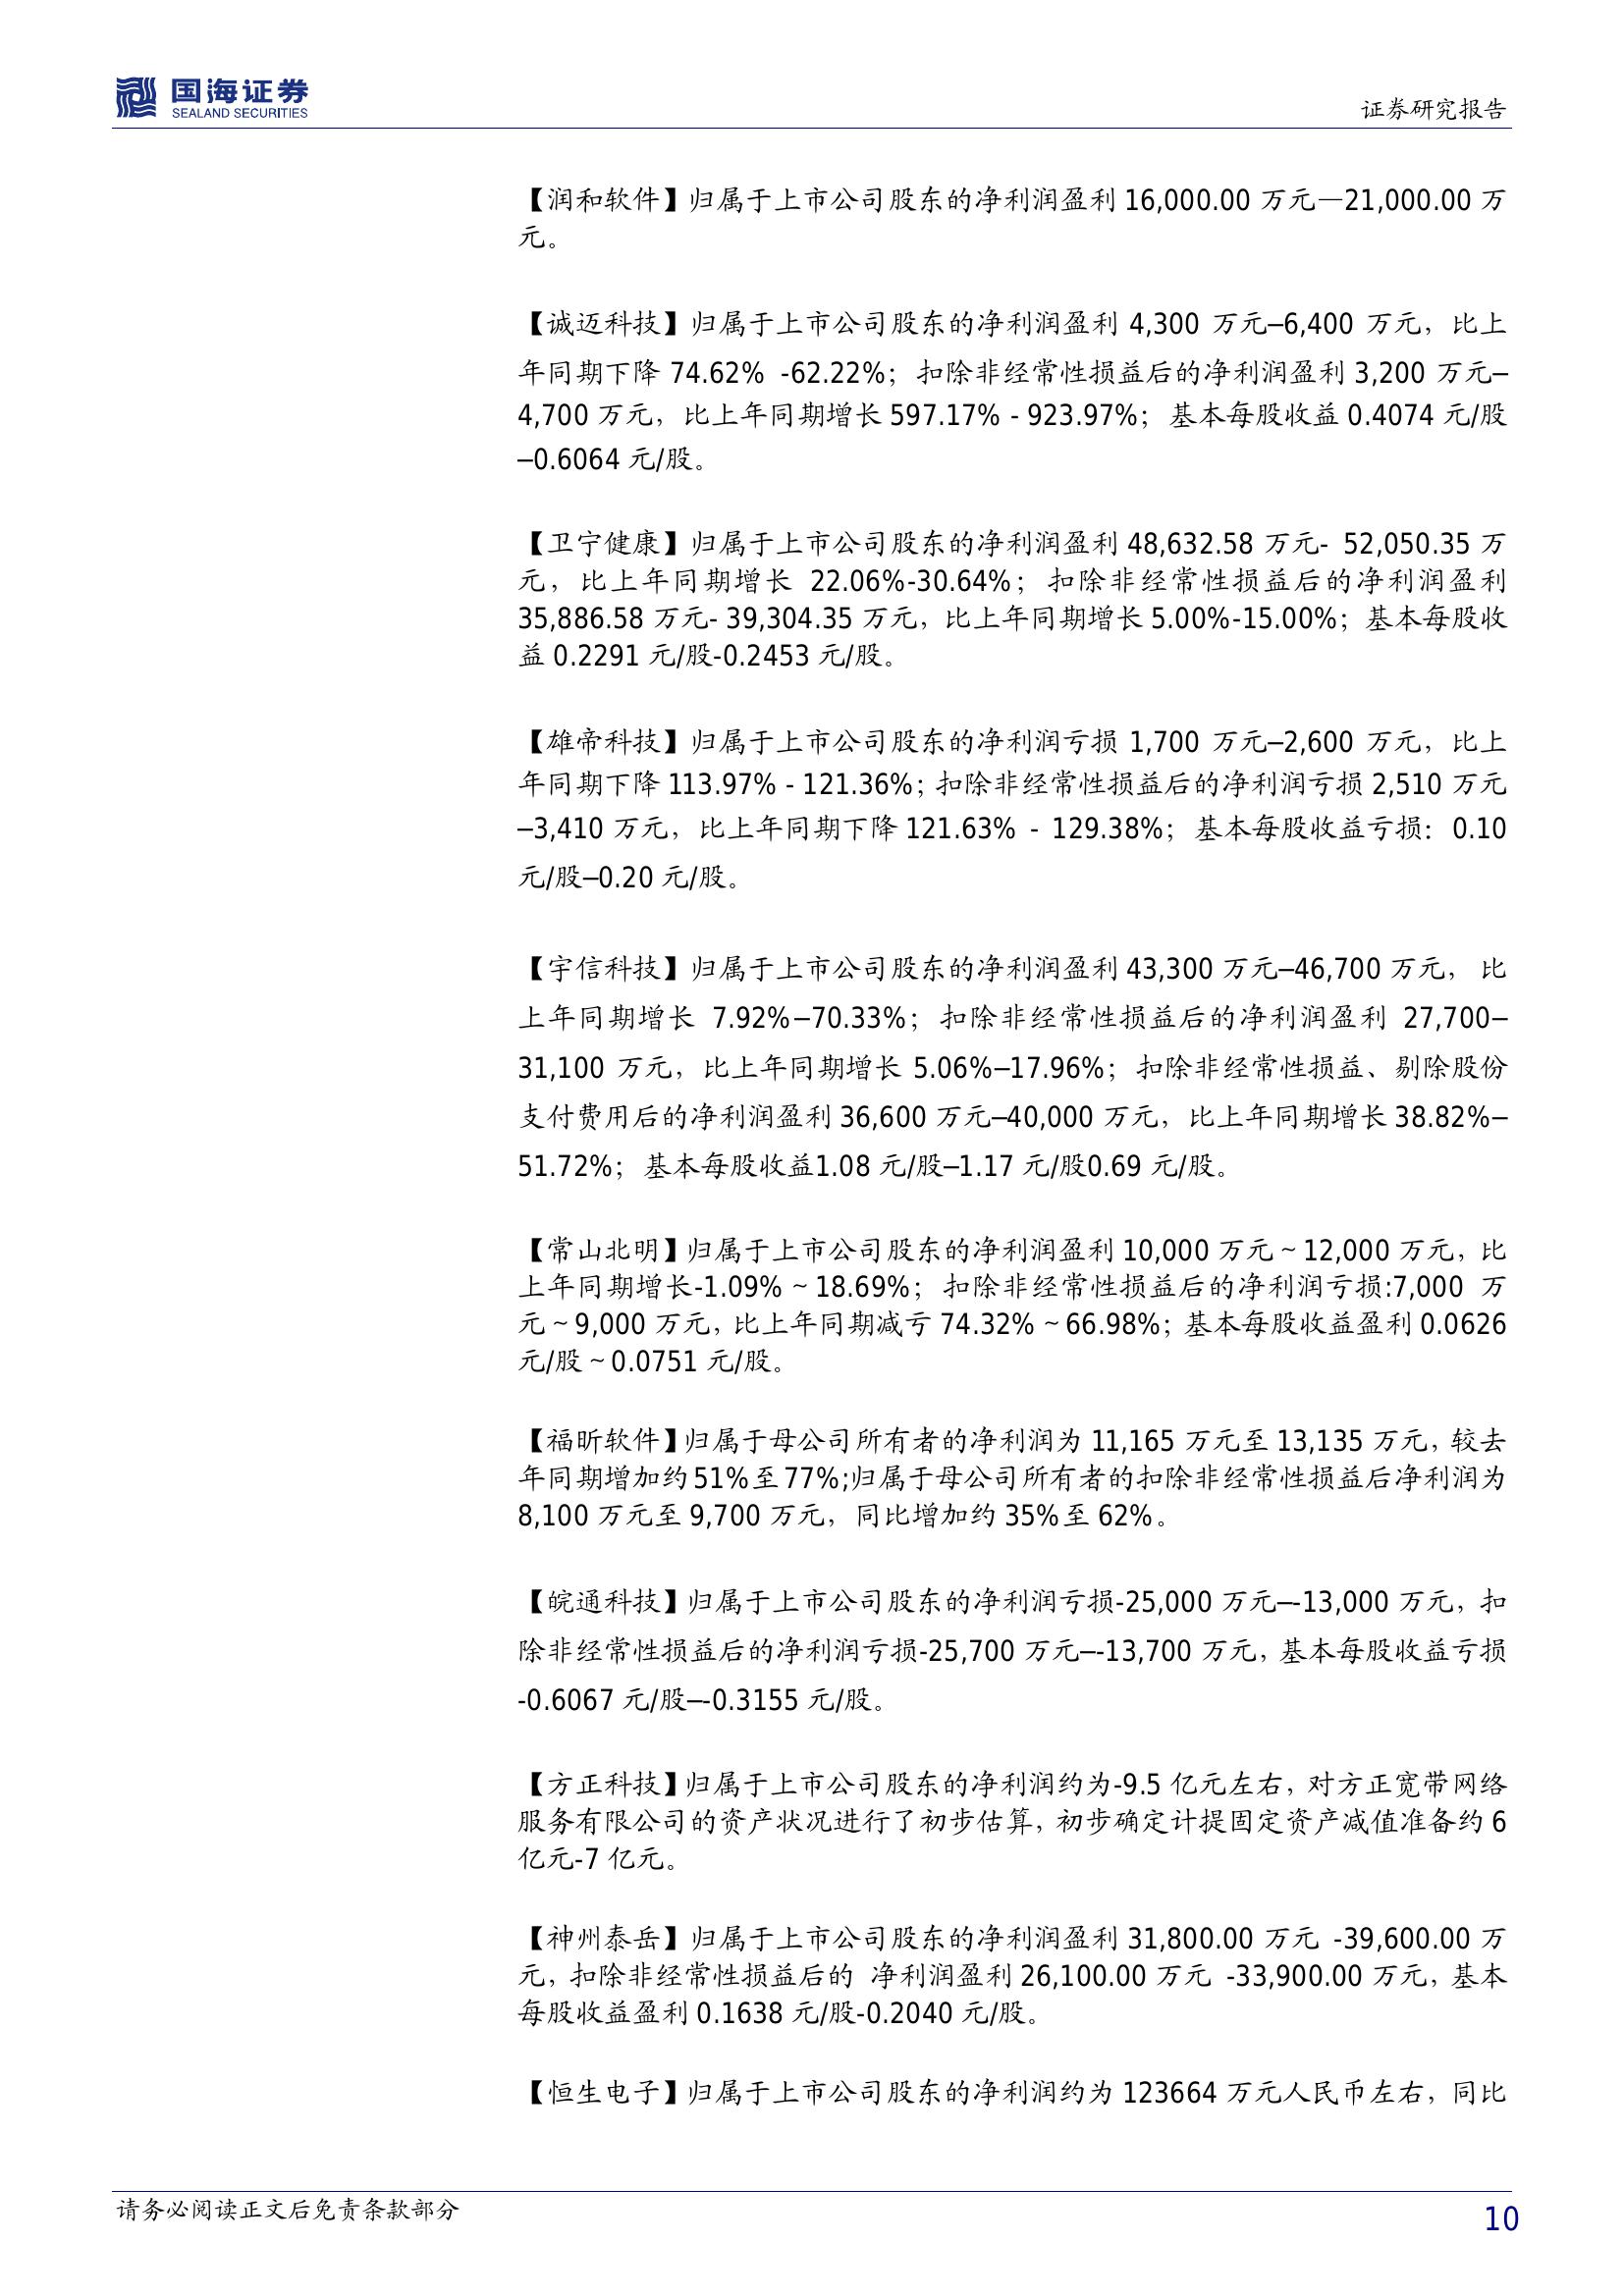 国海证券
SEALAND SECURITIES
证券研究报告
【润和软件】归属于上市公司股东的净利润盈利 16,000.00 万元—21,000.00 万
元。
【诚迈科技】归属于上市公司股东的净利润盈利 4,300 万元–6,400 万元，比上
年同期下降 74.62% -62.22%；扣除非经常性损益后的净利润盈利 3,200 万元–
4,700 万元，比上年同期增长 597.17% - 923.97%；基本每股收益 0.4074 元/股
–0.6064 元/股。
【卫宁健康】归属于上市公司股东的净利润盈利 48,632.58 万元- 52,050.35 万
元，比上年同期增长 22.06%-30.64%；扣除非经常性损益后的净利润盈利
35,886.58 万元- 39,304.35 万元，比上年同期增长 5.00%-15.00%；基本每股收
益 0.2291 元/股-0.2453 元/股。
【雄帝科技】归属于上市公司股东的净利润亏损 1,700 万元–2,600 万元，比上
年同期下降 113.97% - 121.36%；扣除非经常性损益后的净利润亏损 2,510 万元
–3,410 万元，比上年同期下降 121.63% - 129.38%；基本每股收益亏损：0.10
元/股–0.20 元/股。
【宇信科技】归属于上市公司股东的净利润盈利 43,300 万元–46,700 万元， 比
上年同期增长 7.92%–70.33%；扣除非经常性损益后的净利润盈利 27,700–
31,100 万元，比上年同期增长 5.06%–17.96%；扣除非经常性损益、剔除股份
支付费用后的净利润盈利 36,600 万元–40,000 万元，比上年同期增长 38.82%–
51.72%；基本每股收益1.08 元/股–1.17 元/股0.69 元/股。
【常山北明】归属于上市公司股东的净利润盈利 10,000 万元～12,000 万元，比
上年同期增长-1.09%～18.69%；扣除非经常性损益后的净利润亏损:7,000 万
元～9,000 万元，比上年同期减亏 74.32%～66.98%；基本每股收益盈利 0.0626
元/股～0.0751 元/股。
【福昕软件】归属于母公司所有者的净利润为 11,165 万元至 13,135 万元，较去
年同期增加约 51%至 77%;归属于母公司所有者的扣除非经常性损益后净利润为
8,100 万元至 9,700 万元，同比增加约 35%至 62%。
【皖通科技】归属于上市公司股东的净利润亏损-25,000 万元–-13,000 万元，扣
除非经常性损益后的净利润亏损-25,700 万元–-13,700 万元，基本每股收益亏损
-0.6067 元/股–-0.3155 元/股。
【方正科技】归属于上市公司股东的净利润约为-9.5 亿元左右，对方正宽带网络
服务有限公司的资产状况进行了初步估算，初步确定计提固定资产减值准备约 6
亿元-7 亿元。
【神州泰岳】归属于上市公司股东的净利润盈利 31,800.00 万元 -39,600.00 万
元，扣除非经常性损益后的 净利润盈利 26,100.00 万元 -33,900.00 万元，基本
每股收益盈利 0.1638 元/股-0.2040 元/股。
【恒生电子】归属于上市公司股东的净利润约为 123664 万元人民币左右，同比
请务必阅读正文后免责条款部分
10